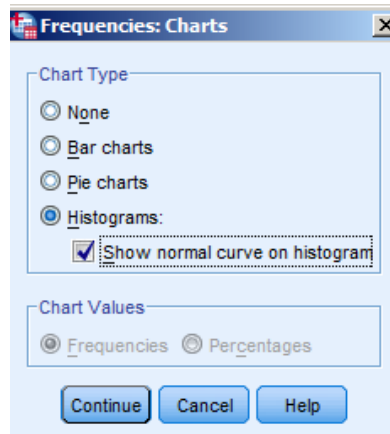 Frequencies: Charts
Chart Type
None
Bar charts
Pie charts
Histograms:
Show normal curve on histogram
Chart Values
Frequencies Percentages
Continue Cancel Help